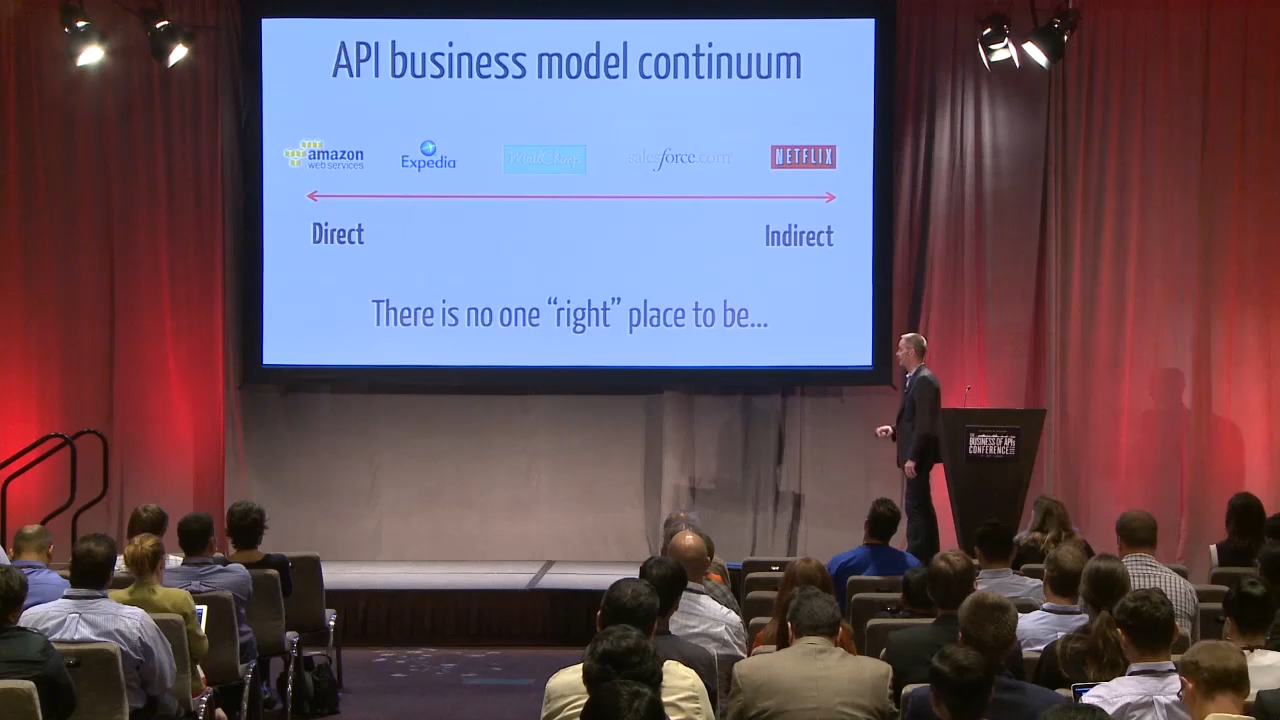 API business model continuum
amazon
web services
Expedia
MailChimp
salesforce.com
NETFLIX
Direct
Indirect
There is no one “right” place to be...
THE
BUSINESS OF APIs
CONFERENCE